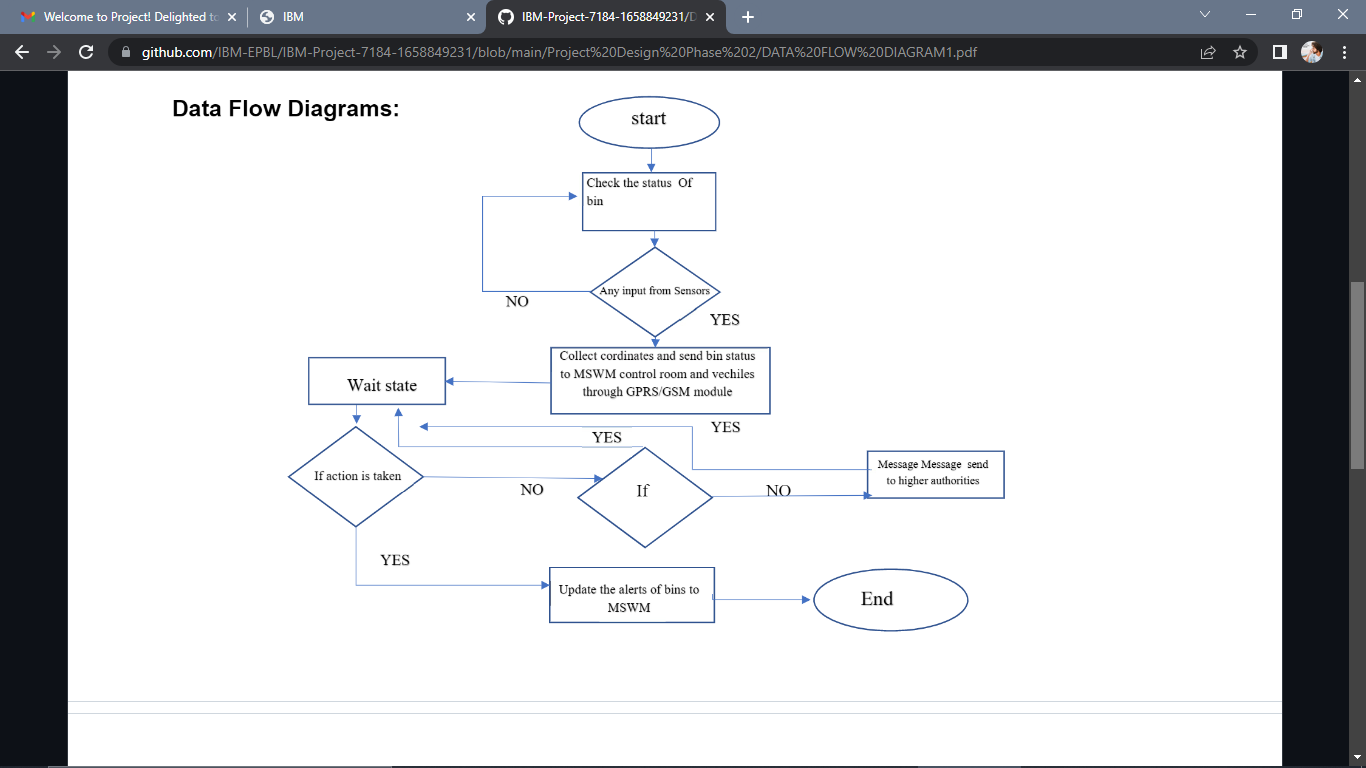 Welcome to Project! Delighted to
IBM
IBM-Project-7184-1658849231/D
github.com/IBM-EPBL/IBM-Project-7184-1658849231/blob/main/Project%20Design%20Phase%202/DATA%20FLOW%20DIAGRAM1.pdf
Data Flow Diagrams:
start
Check the status Of
bin
Any input from Sensors
NO
YES
Collect cordinates and send bin status
to MSWM control room and vechiles
through GPRS/GSM module
Wait state
YES
YES
If action is taken
NO
If
NO
Message Message send
to higher authorities
YES
Update the alerts of bins to
MSWM
End